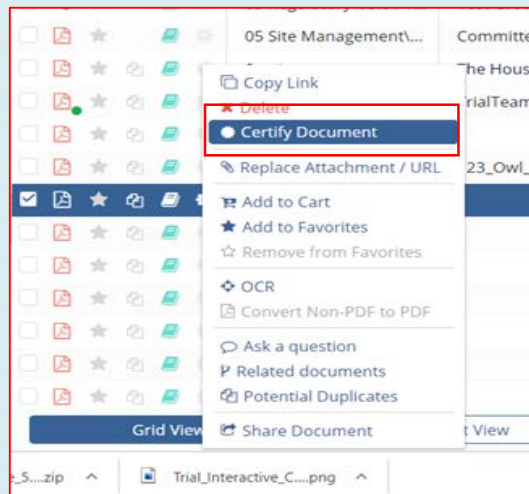 05 Site Management\... Committe
The Hous
Copy Link
Delete
TrialTeam
Certify Document
Replace Attachment / URL
23_Owl_
Add to Cart
Add to Favorites
Remove from Favorites
OCR
Convert Non-PDF to PDF
Ask a question
Related documents
Potential Duplicates
Share Document
Grid View
t View
e_5....zip
Trial_Interactive_C....png